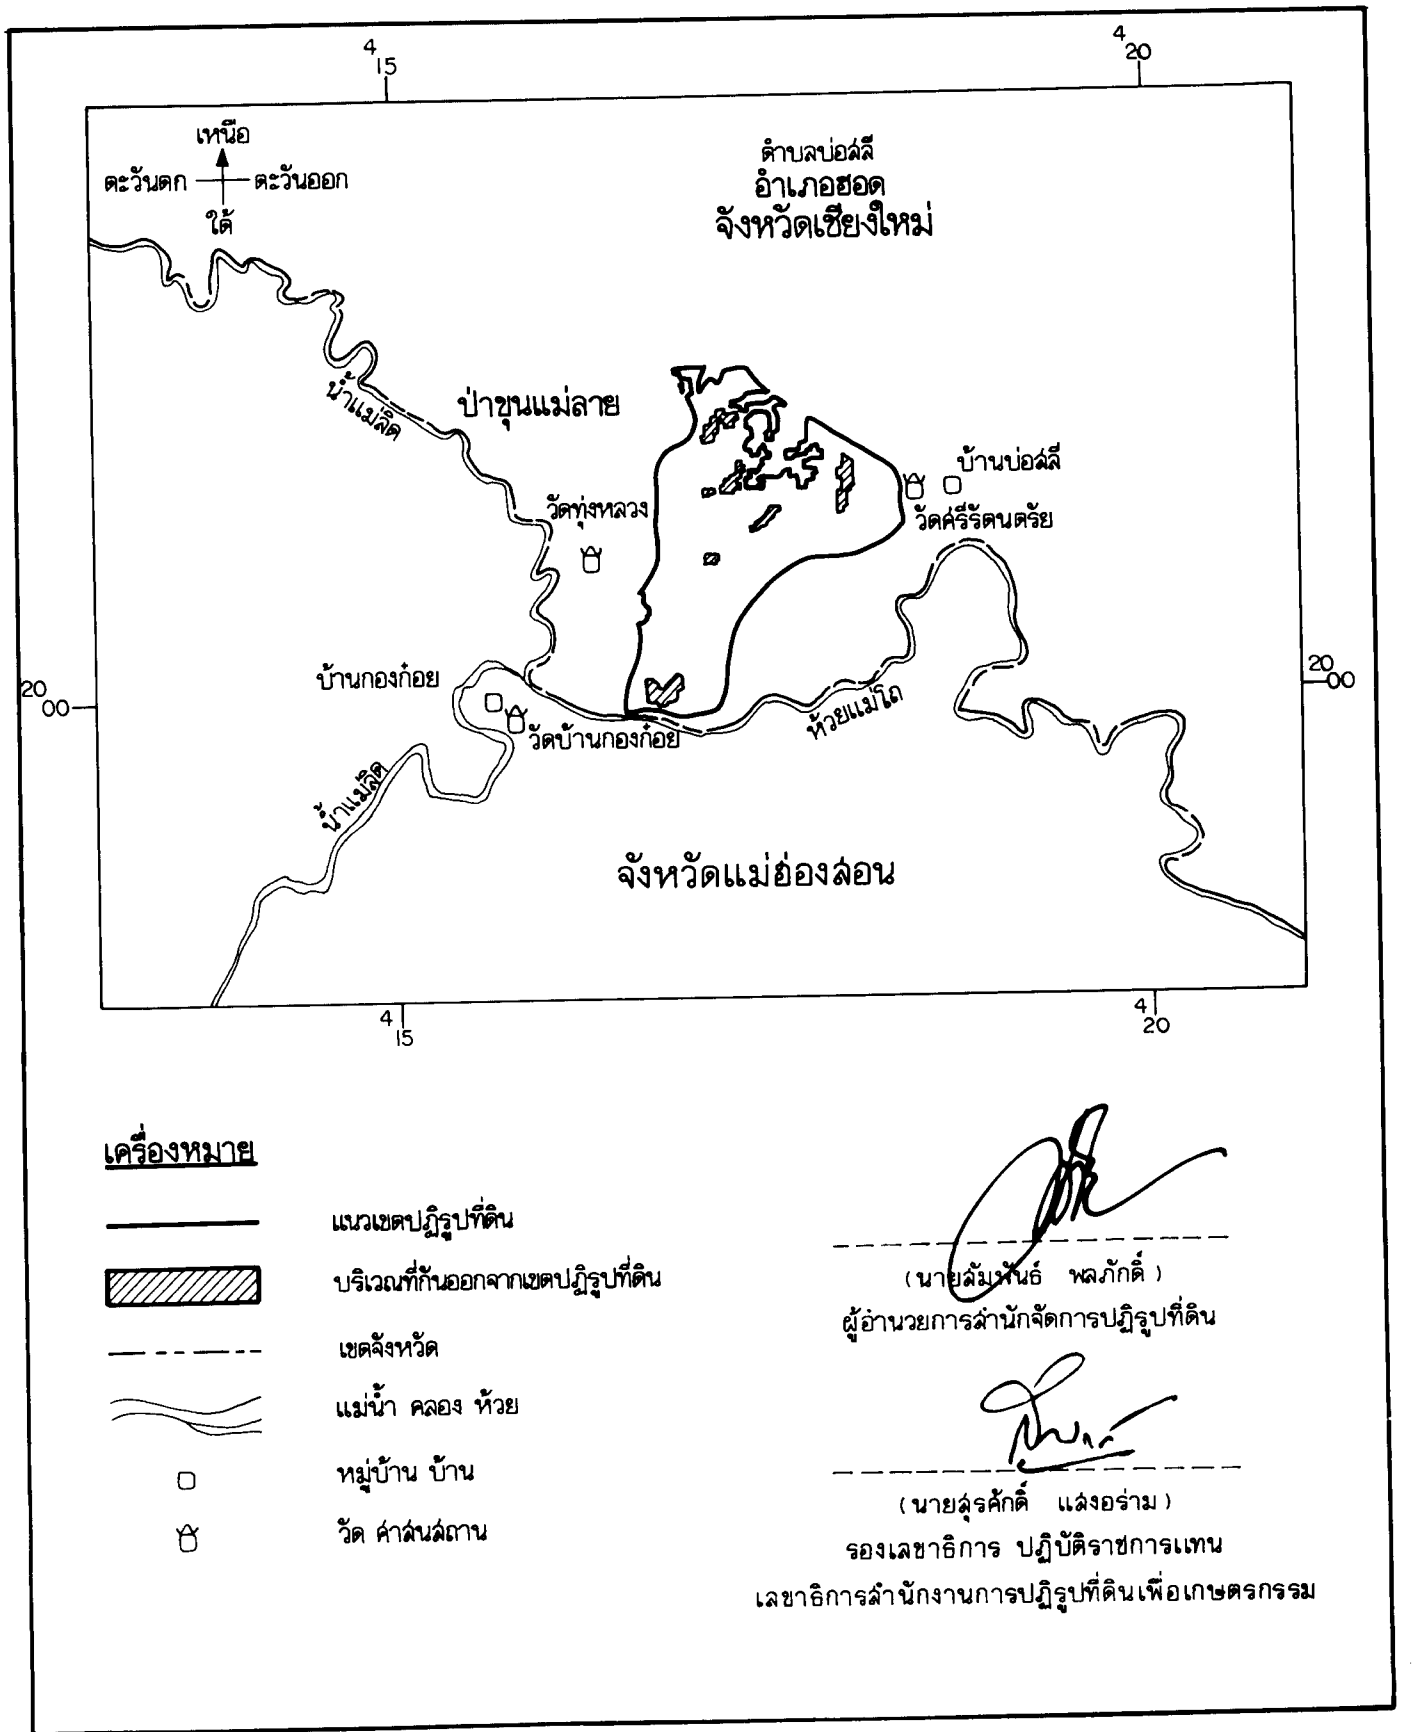 4
15
4
20
เหนือ
ตะวันตก
ตะวันออก
ใต้
ตำบลบ่อสลี
อำเภอฮอด
จังหวัดเชียงใหม่
น้ำแม่ลิด
ป่าขุนแม่ลาย
บ้านบ่อสลี
วัดทุ่งหลวง
วัดศรีรัตนตรัย
บ้านกองก๋อย
20
00
20
00
วัดบ้านกองก๋อย
ห้วยแม่โถ
น้ำแม่ลิด
จังหวัดแม่ฮ่องสอน
4
15
4
20
เครื่องหมาย
แนวเขตปฏิรูปที่ดิน
บริเวณที่กันออกจากเขตปฏิรูปที่ดิน
เขตจังหวัด
แม่น้ำ คลอง ห้วย
หมู่บ้าน บ้าน
วัด ศาสนสถาน
(นายสัมพันธ์ พลภักดิ์)
ผู้อำนวยการสำนักจัดการปฏิรูปที่ดิน
(นายสุรศักดิ์ แสงอร่าม)
รองเลขาธิการ ปฏิบัติราชการแทน
เลขาธิการสำนักงานการปฏิรูปที่ดินเพื่อเกษตรกรรม